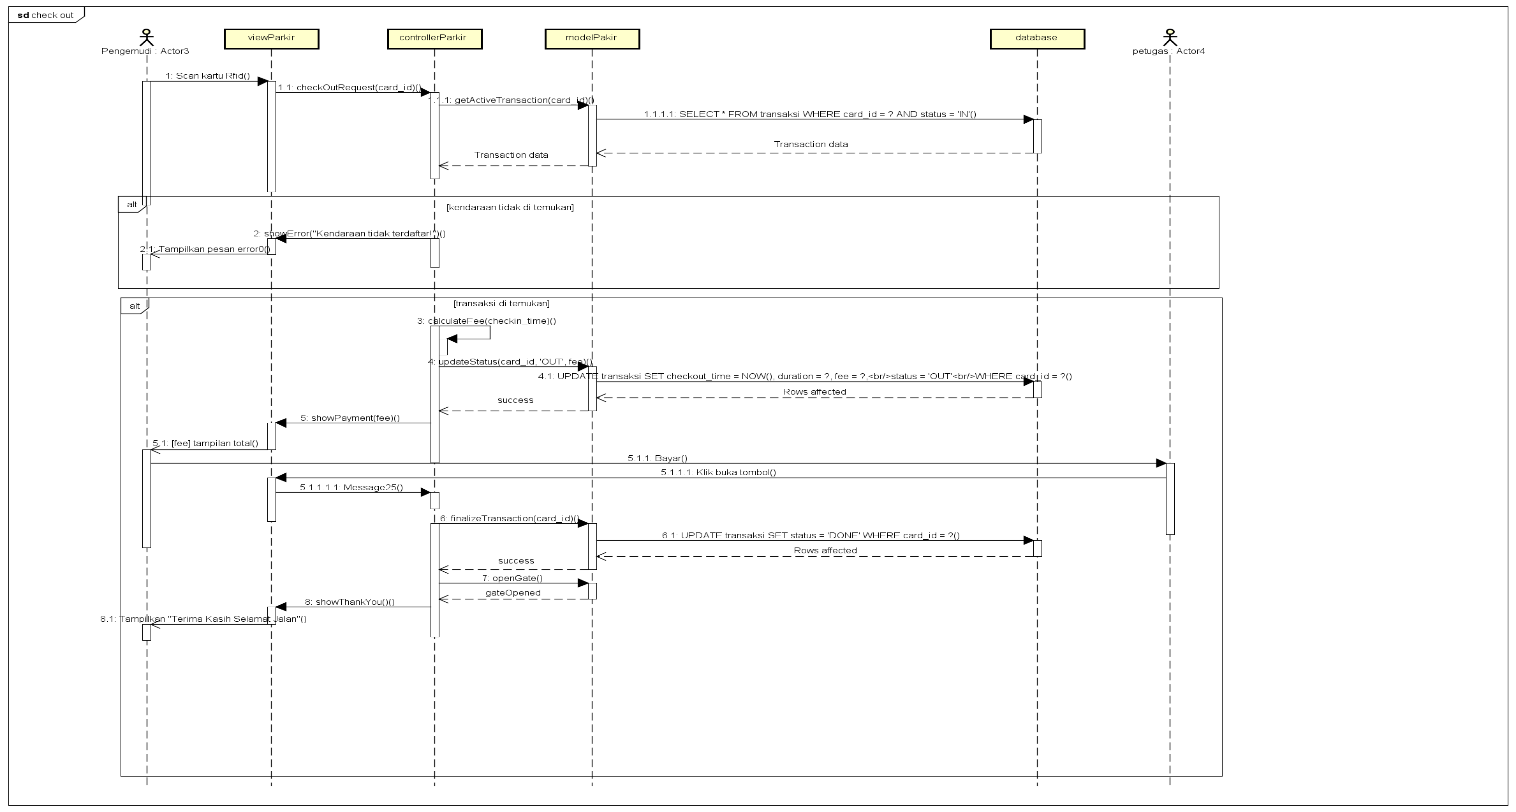 sd check out
Pengemudi : Actor3
viewParkir
controllerParkir
modelPakir
database
petugas : Actor4
1: Scan kartu Rfid()
1.1: checkOutRequest(card_id)()
1.1.1: getActiveTransaction(card_id)()
1.1.1.1: SELECT * FROM transaksi WHERE card_id = ? AND status = 'IN'()
Transaction data
Transaction data
alt
[kendaraan tidak di temukan]
2: showError("Kendaraan tidak terdaftar!")()
2.1: Tampilkan pesan error0()
alt
[transaksi di temukan]
3: calculateFee(checkin_time)()
4: updateStatus(card_id, 'OUT', fee)()
4.1: UPDATE transaksi SET checkout_time = NOW(), duration = ?, fee = ?,<br/>status = 'OUT'<br/>WHERE card_id = ?()
Rows affected
success
5: showPayment(fee)()
5.1: [fee] tampilan total()
5.1.1: Bayar()
5.1.1.1: Klik buka tombol()
5.1.1.1.1: Message25()
6: finalizeTransaction(card_id)()
6.1: UPDATE transaksi SET status = 'DONE' WHERE card_id = ?()
Rows affected
success
7: openGate()
gateOpened
8: showThankYou()()
8.1: Tampilkan "Terima Kasih Selamat Jalan"()